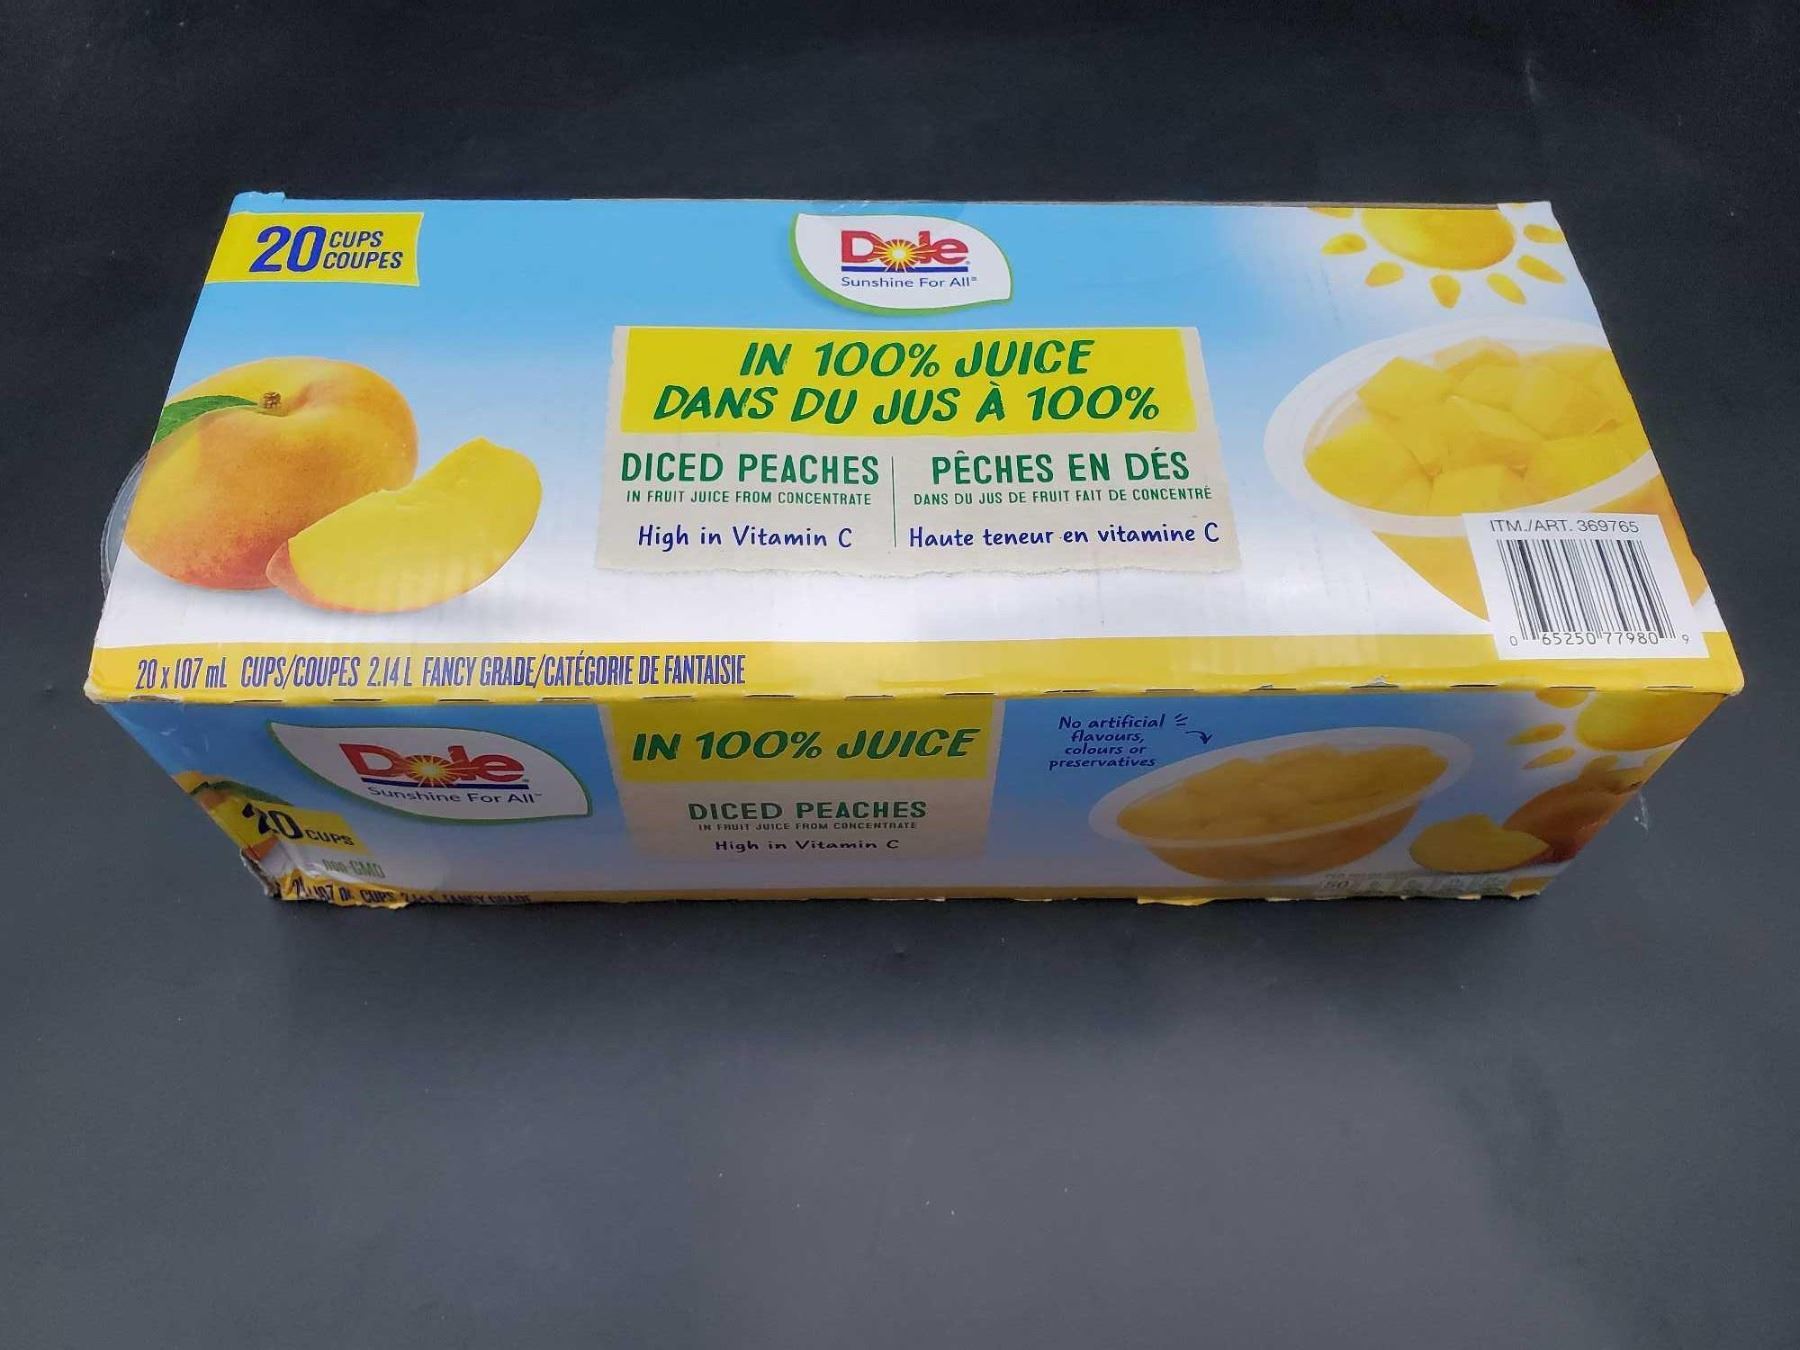 20 CUPS
COUPES
Dole
Sunshine For All®
IN 100% JUICE
DANS DU JUS À 100%
DICED PEACHES
IN FRUIT JUICE FROM CONCENTRATE
High in Vitamin C
PÊCHES EN DÉS
DANS DU JUS DE FRUIT FAIT DE CONCENTRÉ
Haute teneur en vitamine C
ITM./ART. 369765
0 65250 77980 9
20 x 107 mL CUPS/COUPES 2.14 L FANCY GRADE/CATÉGORIE DE FANTAISIE
Dole
Sunshine For All™
20 CUPS
IN 100% JUICE
DICED PEACHES
IN FRUIT JUICE FROM CONCENTRATE
High in Vitamin C
No artificial
flavours,
colours or
preservatives
CUPS FANCY GRADE